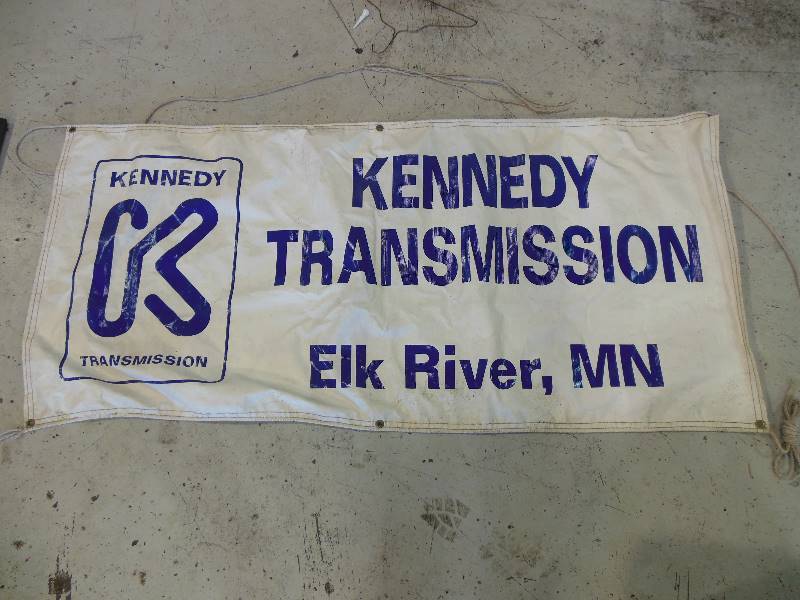 KENNEDY
K
TRANSMISSION
KENNEDY
TRANSMISSION
Elk River, MN